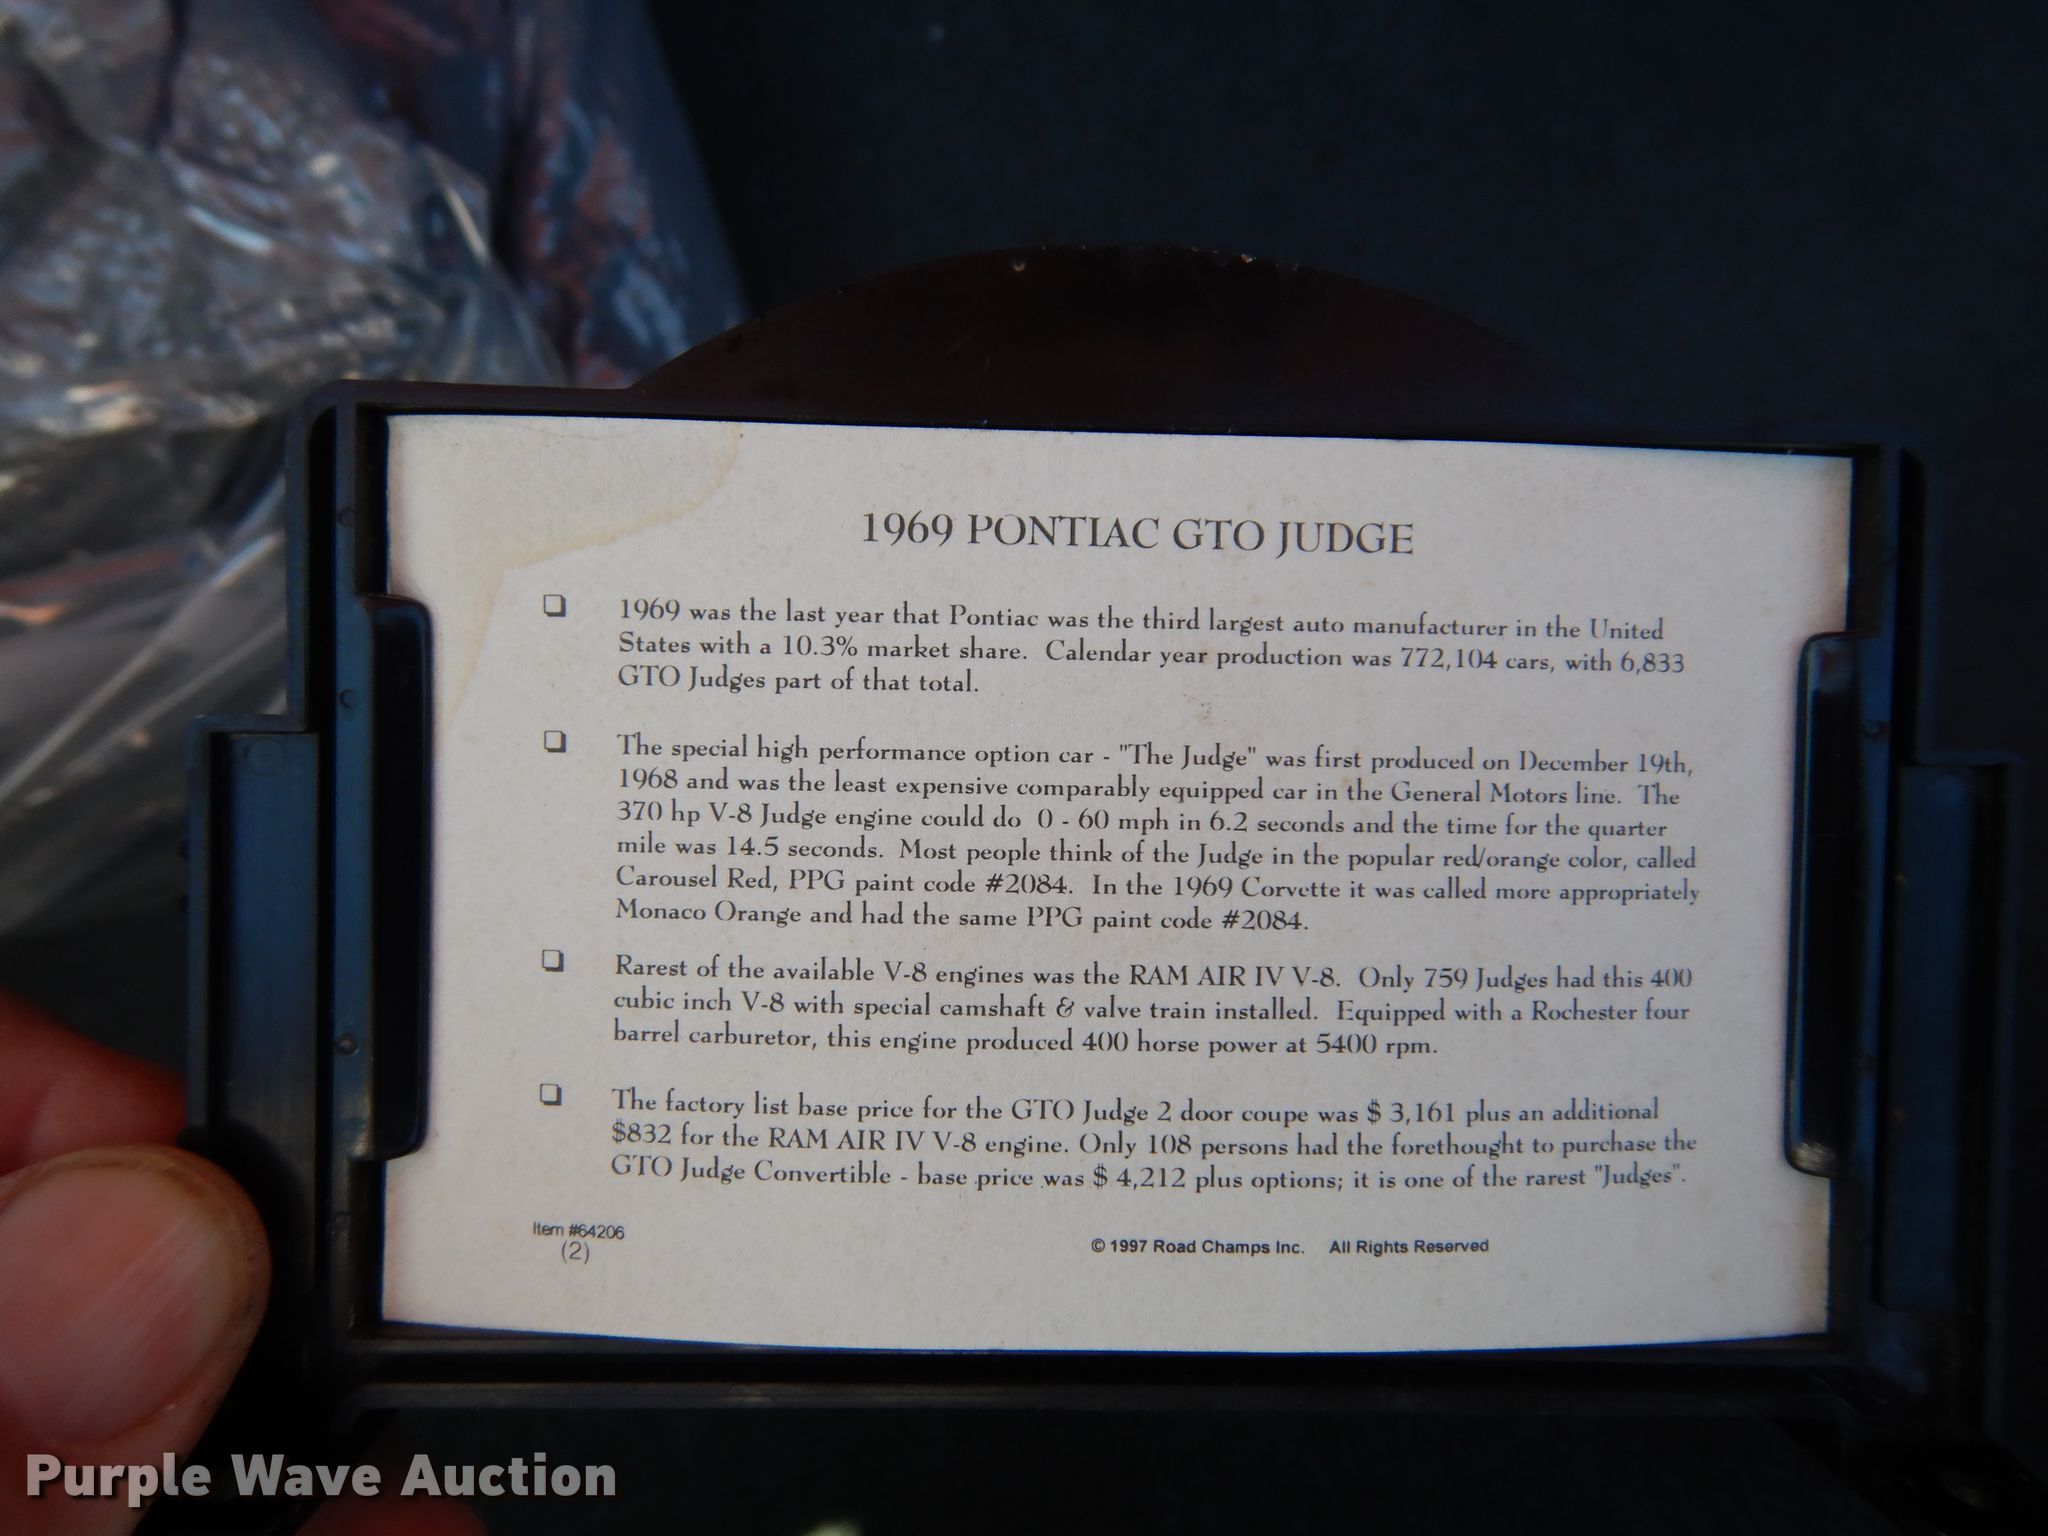 1969 PONTIAC GTO JUDGE
❏ 1969 was the last year that Pontiac was the third largest auto manufacturer in the United
States with a 10.3% market share. Calendar year production was 772,104 cars, with 6,833
GTO Judges part of that total.
❏ The special high performance option car - "The Judge" was first produced on December 19th,
1968 and was the least expensive comparably equipped car in the General Motors line. The
370 hp V-8 Judge engine could do 0 - 60 mph in 6.2 seconds and the time for the quarter
mile was 14.5 seconds. Most people think of the Judge in the popular red/orange color, called
Carousel Red, PPG paint code #2084. In the 1969 Corvette it was called more appropriately
Monaco Orange and had the same PPG paint code #2084.
❏ Rarest of the available V-8 engines was the RAM AIR IV V-8. Only 759 Judges had this 400
cubic inch V-8 with special camshaft & valve train installed. Equipped with a Rochester four
barrel carburetor, this engine produced 400 horse power at 5400 rpm.
❏ The factory list base price for the GTO Judge 2 door coupe was $ 3,161 plus an additional
$832 for the RAM AIR IV V-8 engine. Only 108 persons had the forethought to purchase the
GTO Judge Convertible - base price was $ 4,212 plus options; it is one of the rarest "Judges".
Item #64206
(2)
© 1997 Road Champs Inc. All Rights Reserved
Purple Wave Auction